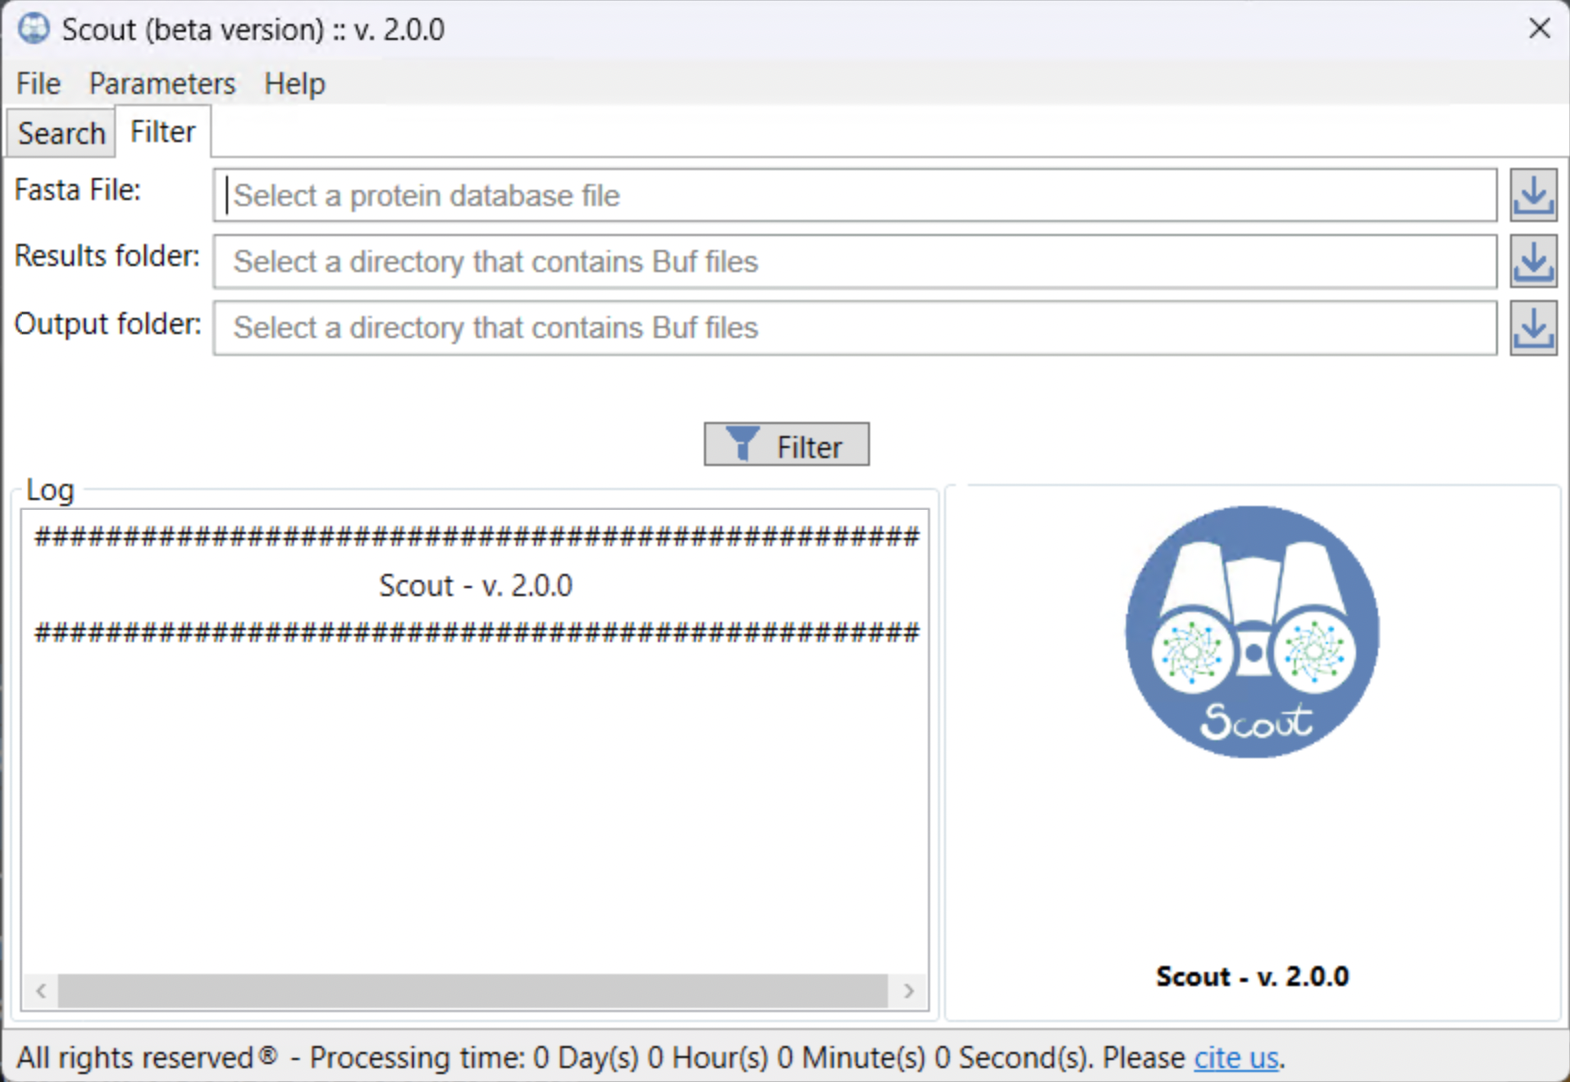 Scout (beta version) :: v. 2.0.0
File Parameters Help
Search Filter
Fasta File: Select a protein database file
Results folder: Select a directory that contains Buf files
Output folder: Select a directory that contains Buf files
Filter
Log
##################################################
Scout - v. 2.0.0
##################################################
Scout
Scout - v. 2.0.0
All rights reserved® - Processing time: 0 Day(s) 0 Hour(s) 0 Minute(s) 0 Second(s). Please cite us.